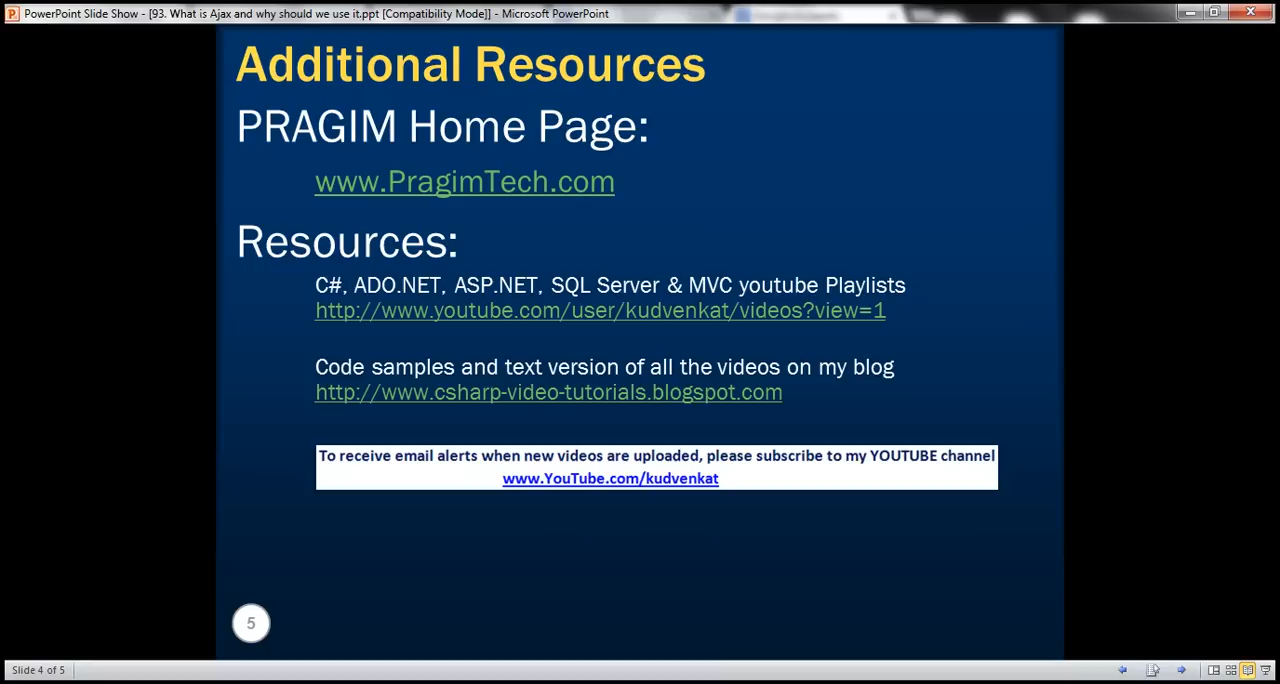 PowerPoint Slide Show - [93. What is Ajax and why should we use it.ppt [Compatibility Mode]] - Microsoft PowerPoint
Additional Resources
PRAGIM Home Page:
www.PragimTech.com
Resources:
C#, ADO.NET, ASP.NET, SQL Server & MVC youtube Playlists
http://www.youtube.com/user/kudvenkat/videos?view=1
Code samples and text version of all the videos on my blog
http://www.csharp-video-tutorials.blogspot.com
To receive email alerts when new videos are uploaded, please subscribe to my YOUTUBE channel
www.YouTube.com/kudvenkat
5
Slide 4 of 5